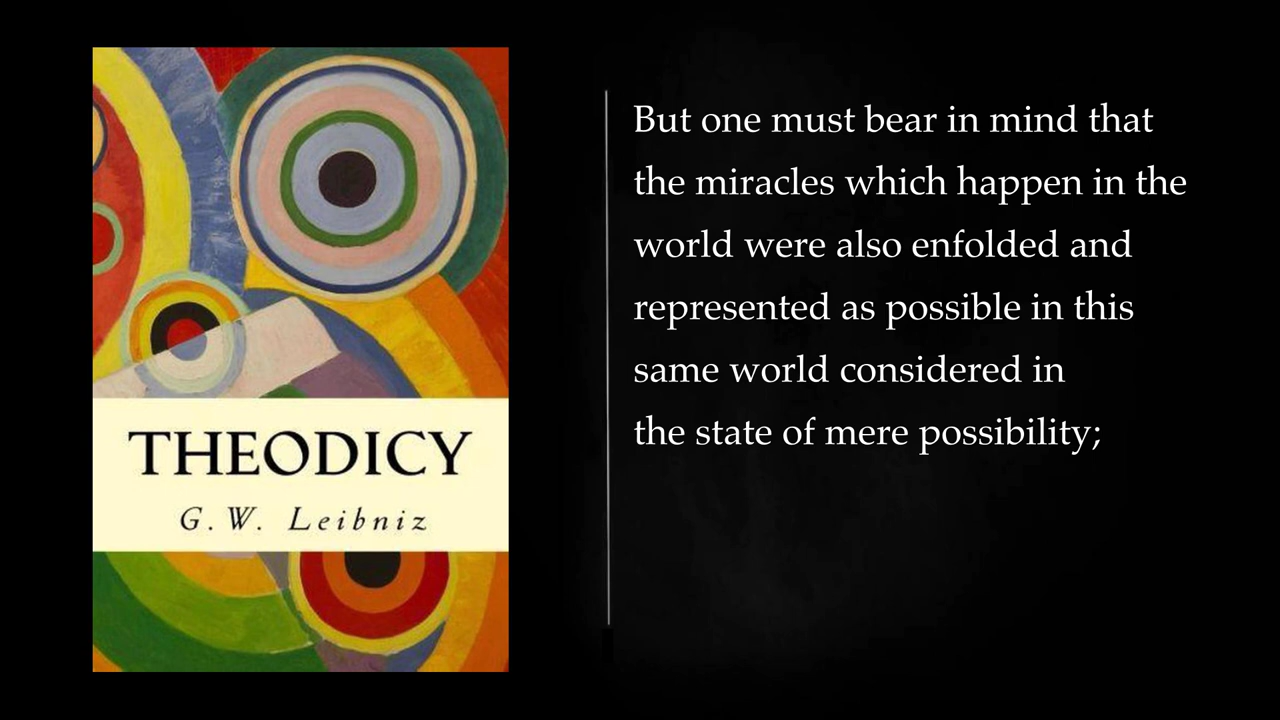 THEODICY
G. W. Leibniz
But one must bear in mind that
the miracles which happen in the
world were also enfolded and
represented as possible in this
same world considered in
the state of mere possibility;